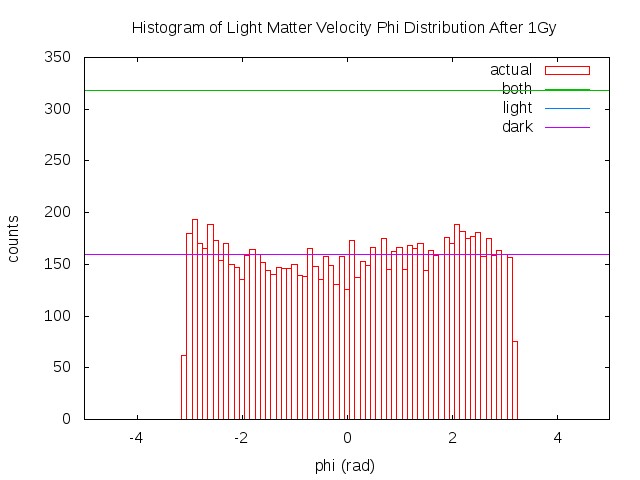 Histogram of Light Matter Velocity Phi Distribution After 1Gy
350
300
250
200
150
100
50
0
-4
-2
0
2
4
counts
phi (rad)
actual
both
light
dark